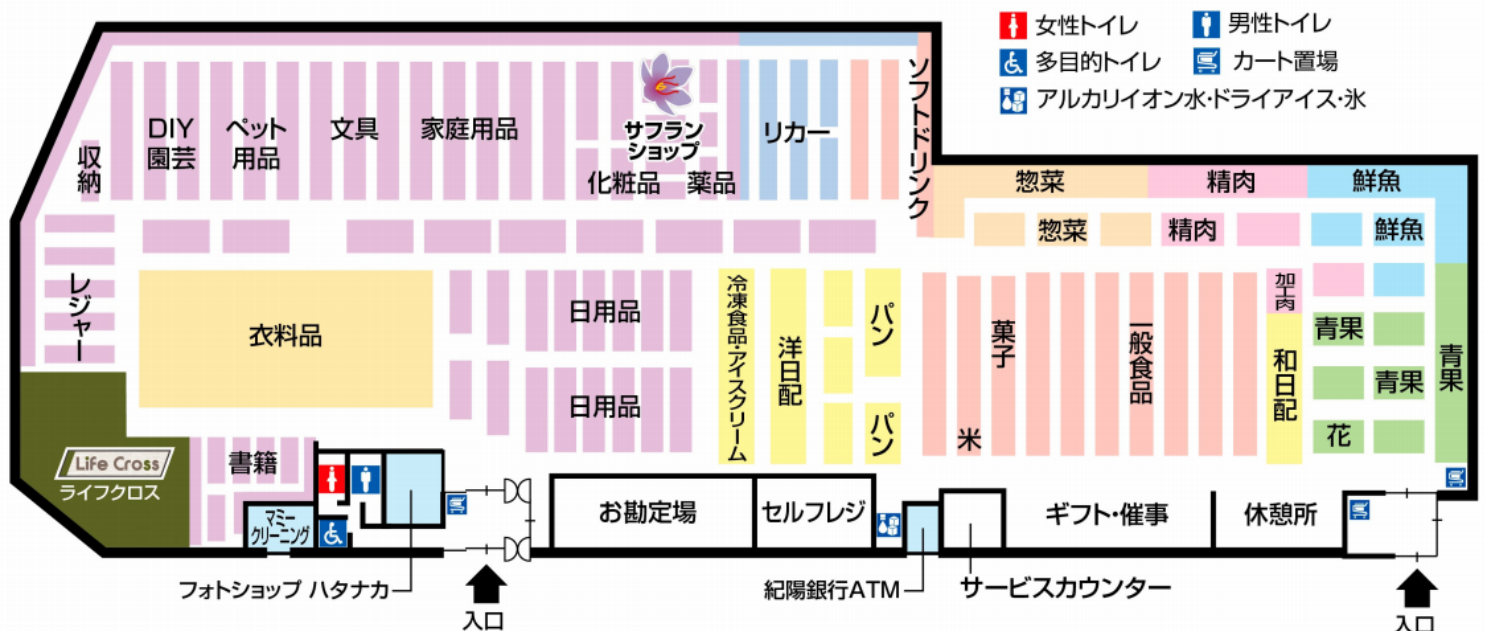 女性トイレ
男性トイレ
多目的トイレ
カート置場
アルカリイオン水・ドライアイス・氷
収納
DIY
園芸
ペット
用品
文具
家庭用品
サフラン
ショップ
化粧品
薬品
リカー
ソフトドリンク
惣菜
精肉
鮮魚
惣菜
精肉
鮮魚
レジャー
衣料品
日用品
日用品
冷凍食品・アイスクリーム
洋日配
パン
パン
米
菓子
一般食品
加工肉
和日配
青果
青果
花
青果
Life Cross
ライフクロス
書籍
マミー
クリーニング
お勘定場
セルフレジ
ギフト・催事
休憩所
フォトショップ ハタナカ
入口
紀陽銀行ATM
サービスカウンター
入口